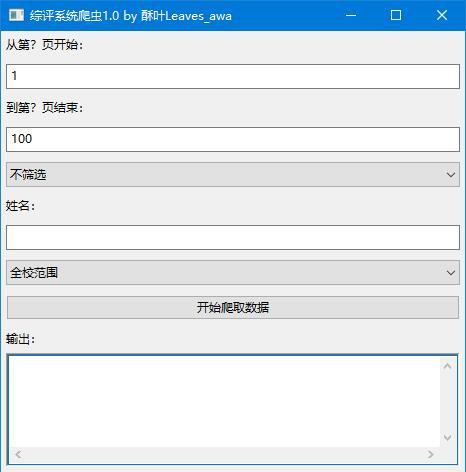 综评系统爬虫1.0 by 酥叶Leaves_awa
从第？页开始：
1
到第？页结束：
100
不筛选
姓名：
全校范围
开始爬取数据
输出：